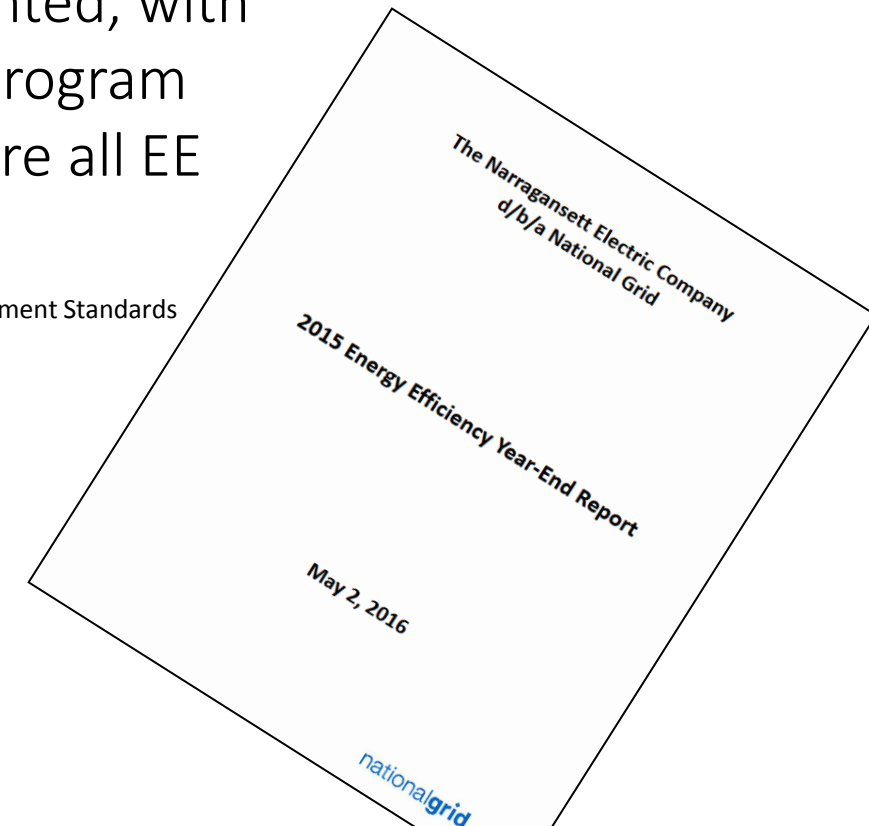 nted, with
rogram
re all EE
ment Standards
The Narragansett Electric Company
d/b/a National Grid
2015 Energy Efficiency Year-End Report
May 2, 2016
nationalgrid